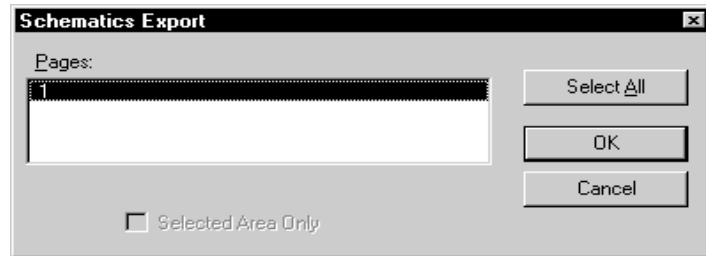 Schematics Export
Pages:
1
Select All
OK
Cancel
Selected Area Only